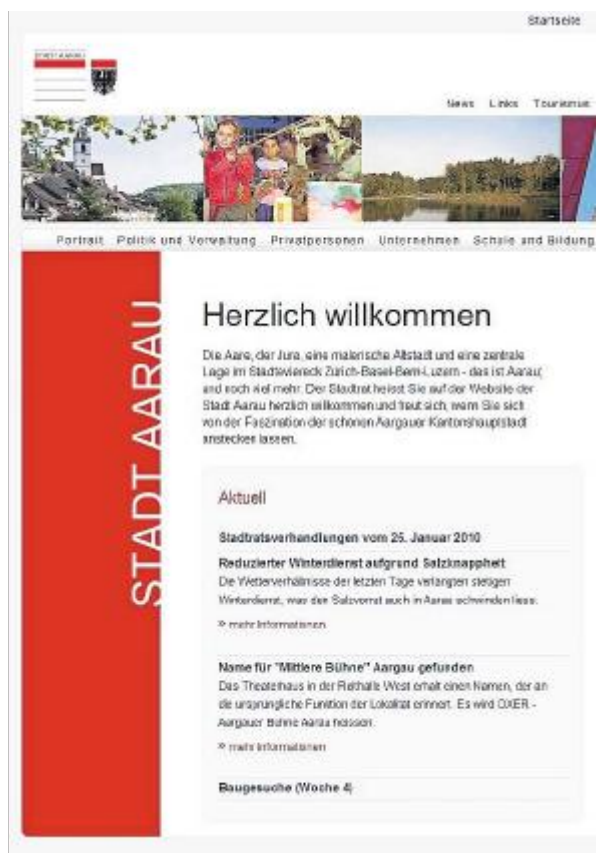 Startseite
STADT AARAU
News Links Tourismus
Portrait Politik und Verwaltung Privatpersonen Unternehmen Schule und Bildung
STADT AARAU
Herzlich willkommen
Die Aare, der Jura, eine malerische Altstadt und eine zentrale
Lage im Städteviereck Zürich-Basel-Bern-Luzern - das ist Aarau;
und noch viel mehr. Der Stadtrat heisst Sie auf der Website der
Stadt Aarau herzlich willkommen und freut sich, wenn Sie sich
von der Faszination der schönen Aargauer Kantonshauptstadt
anstecken lassen.
Aktuell
Stadtratsverhandlungen vom 25. Januar 2010
Reduzierter Winterdienst aufgrund Salzknappheit
Die Wetterverhältnisse der letzten Tage verlangten stetigen
Winterdienst, was den Salzvorrat auch in Aarau schwinden liess.
» mehr Informationen
Name für "Mittlere Bühne" Aargau gefunden
Das Theaterhaus in der Reithalle West erhält einen Namen, der an
die ursprüngliche Funktion der Lokalität erinnert. Es wird OXER -
Aargauer Bühne Aarau heissen.
» mehr Informationen
Baugesuche (Woche 4)